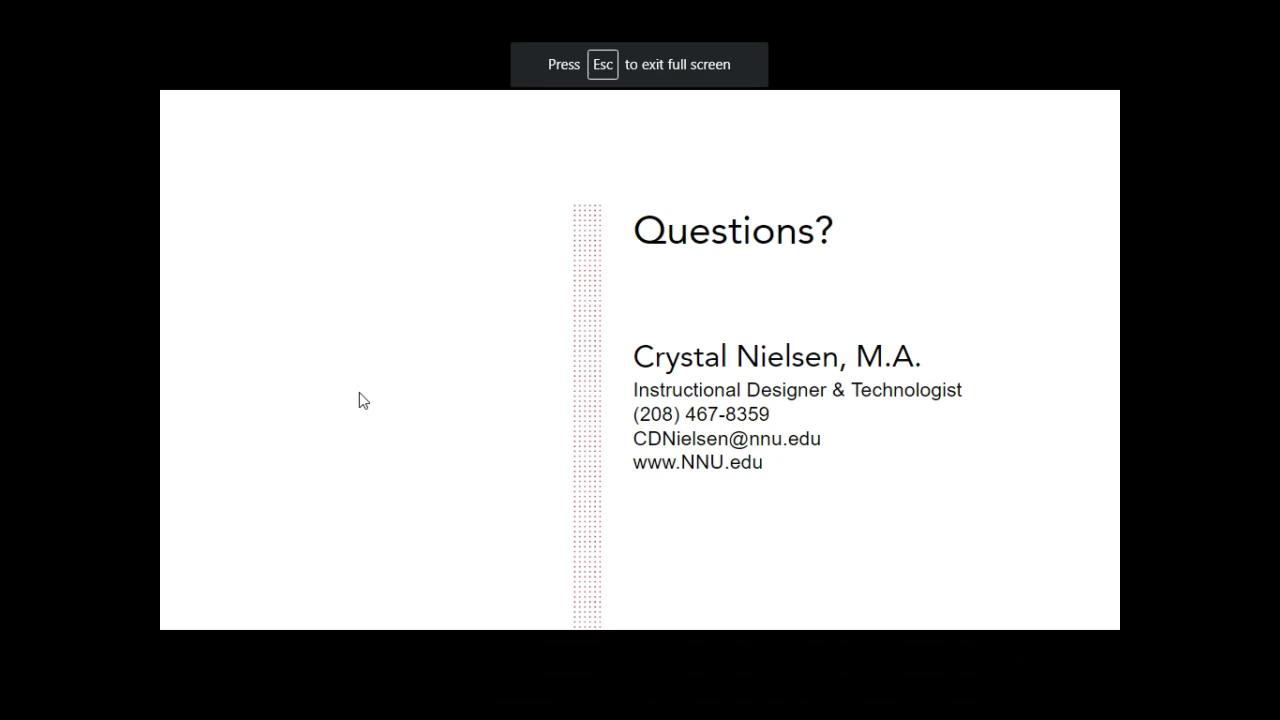 Press Esc to exit full screen
Questions?
Crystal Nielsen, M.A.
Instructional Designer & Technologist
(208) 467-8359
CDNielsen@nnu.edu
www.NNU.edu